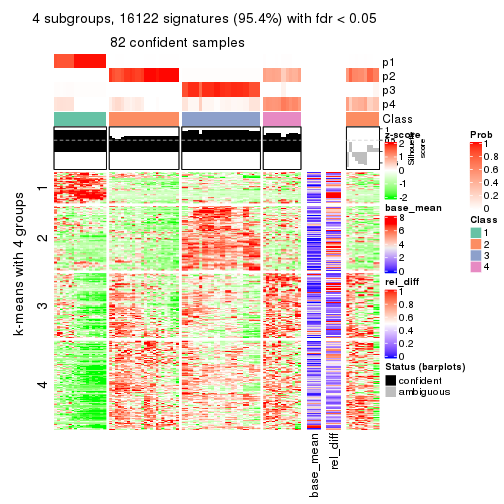 4 subgroups, 16122 signatures (95.4%) with fdr < 0.05
82 confident samples
p1
p2
p3
p4
Class
1
Silhouette
score
z-score
2
1
0
-1
-2
base_mean
8
6
4
2
0
rel_diff
1
0.8
0.6
0.4
0.2
0
Status (barplots)
confident
ambiguous
Prob
1
0.8
0.6
0.4
0.2
0
Class
1
2
3
4
k-means with 4 groups
1
2
3
4
base_mean
rel_diff